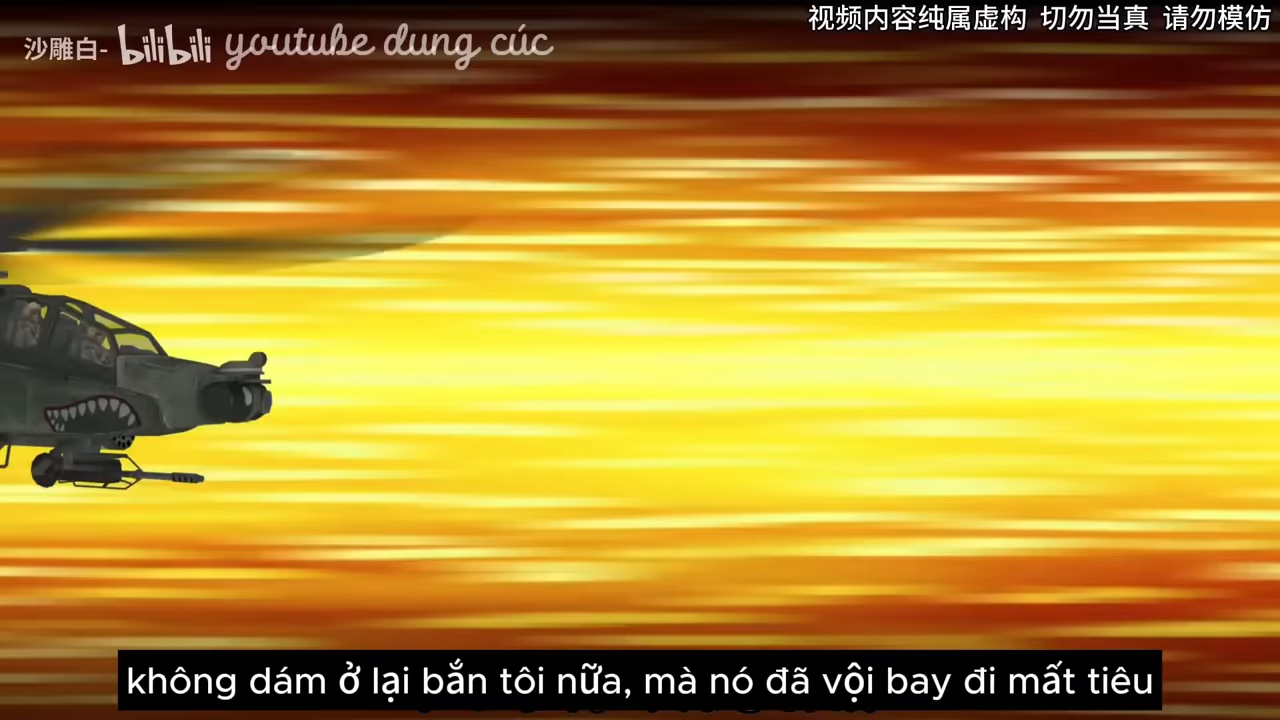 视频内容纯属虚构 切勿当真 请勿模仿
沙雕白- bilibili youtube dung cúc
không dám ở lại bắn tôi nữa, mà nó đã vội bay đi mất tiêu